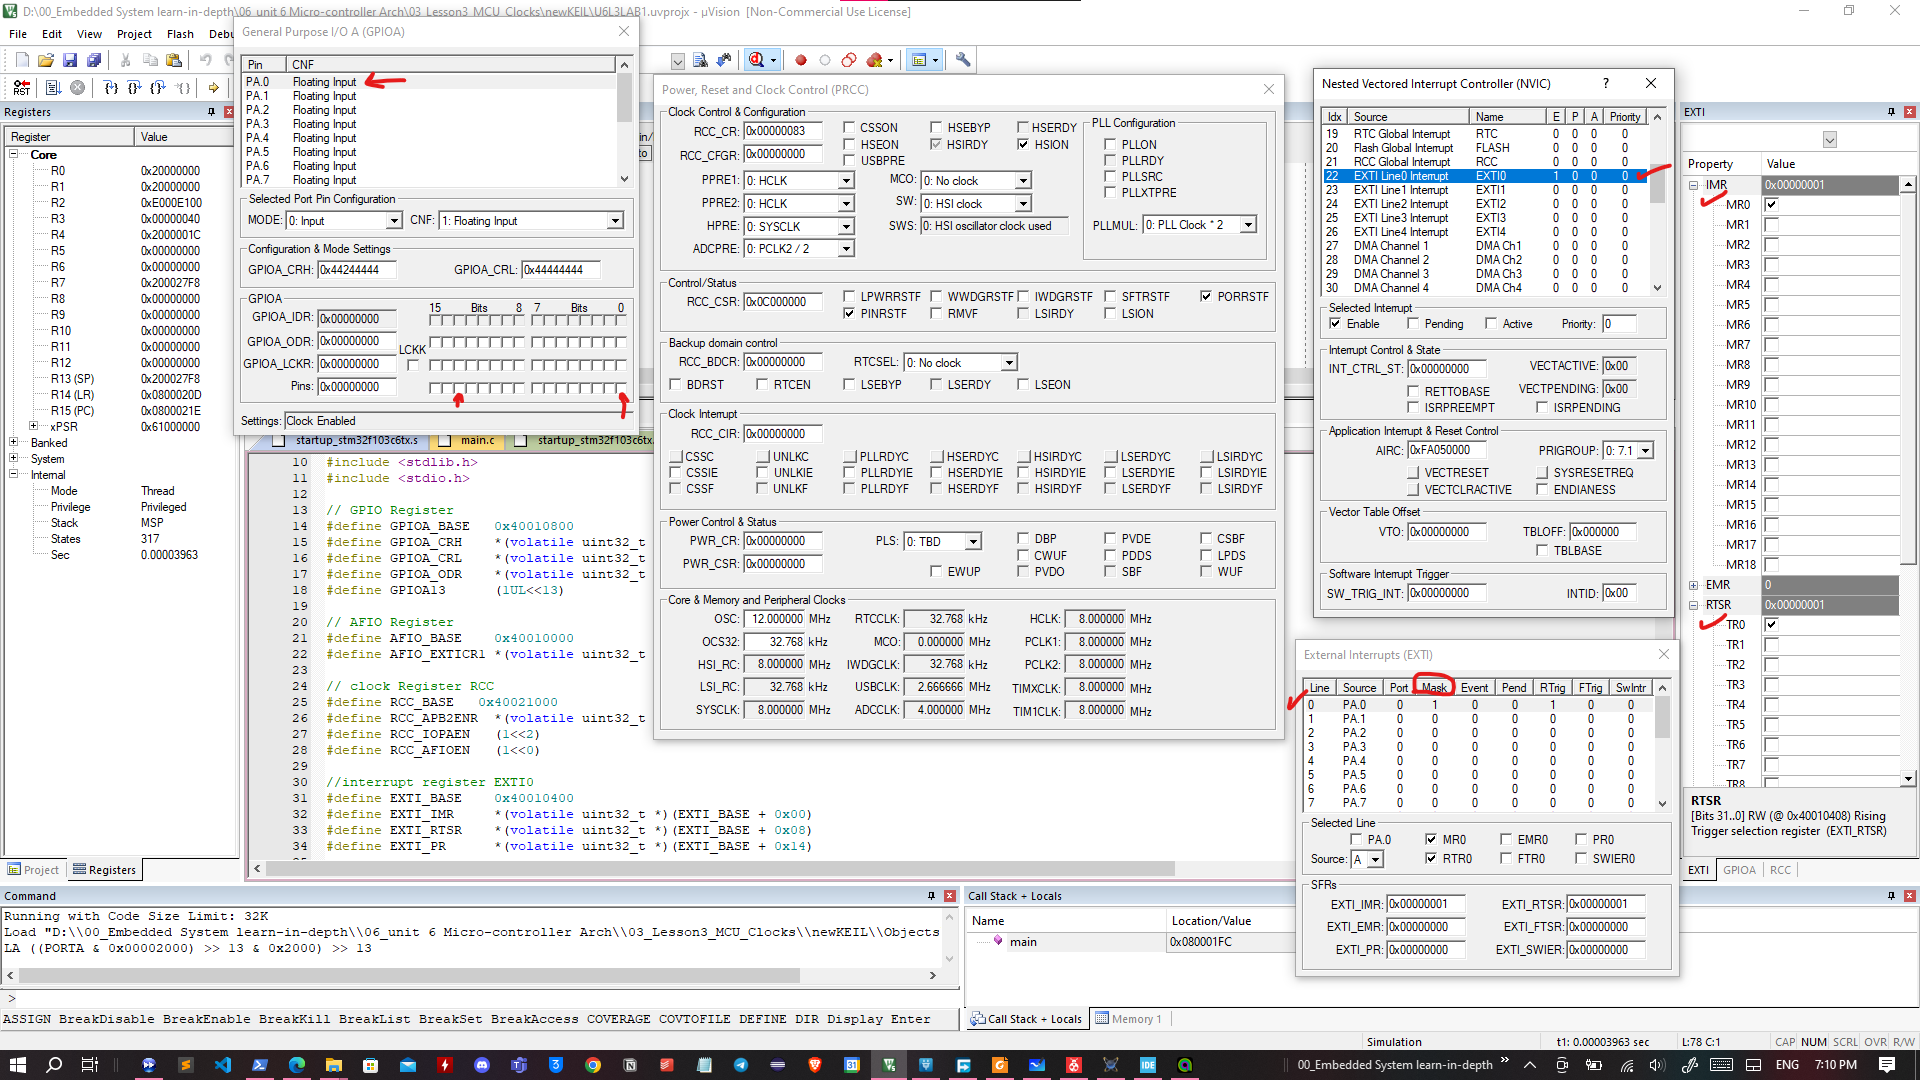 D:\00_Embedded System learn-in-depth\06_unit 6 Micro-controller Arch\03_Lesson3_MCU_Clocks\newKEIL\U6L3LAB1.uvprojx - µVision [Non-Commercial Use License]
File Edit View Project Flash Debu
General Purpose I/O A (GPIOA)
Pin CNF
PA.0 Floating Input
PA.1 Floating Input
PA.2 Floating Input
PA.3 Floating Input
PA.4 Floating Input
PA.5 Floating Input
PA.6 Floating Input
PA.7 Floating Input
Selected Port Pin Configuration
MODE: 0: Input CNF: 1: Floating Input
Configuration & Mode Settings
GPIOA_CRH: 0x44244444 GPIOA_CRL: 0x44444444
GPIOA
15 Bits 8 7 Bits 0
GPIOA_IDR: 0x00000000
GPIOA_ODR: 0x00000000
LCKK
GPIOA_LCKR: 0x00000000
Pins: 0x00000000
Settings: Clock Enabled
Registers
Register Value
Core
R0 0x20000000
R1 0x20000000
R2 0xE000E100
R3 0x00000040
R4 0x2000001C
R5 0x00000000
R6 0x00000000
R7 0x200027F8
R8 0x00000000
R9 0x00000000
R10 0x00000000
R11 0x00000000
R12 0x00000000
R13 (SP) 0x200027F8
R14 (LR) 0x0800020D
R15 (PC) 0x0800021E
xPSR 0x61000000
Banked
System
Internal
Mode Thread
Privilege Privileged
Stack MSP
States 317
Sec 0.00003963
Project Registers
startup_stm32f103c6tx.s main.c startup_stm32f103c6tx.
10 #include <stdlib.h>
11 #include <stdio.h>
12
13 // GPIO Register
14 #define GPIOA_BASE 0x40010800
15 #define GPIOA_CRH *(volatile uint32_t
16 #define GPIOA_CRL *(volatile uint32_t
17 #define GPIOA_ODR *(volatile uint32_t
18 #define GPIOA13 (1UL<<13)
19
20 // AFIO Register
21 #define AFIO_BASE 0x40010000
22 #define AFIO_EXTICR1 *(volatile uint32_t
23
24 // clock Register RCC
25 #define RCC_BASE 0x40021000
26 #define RCC_APB2ENR *(volatile uint32_t
27 #define RCC_IOPAEN (1<<2)
28 #define RCC_AFIOEN (1<<0)
29
30 //interrupt register EXTI0
31 #define EXTI_BASE 0x40010400
32 #define EXTI_IMR *(volatile uint32_t *)(EXTI_BASE + 0x00)
33 #define EXTI_RTSR *(volatile uint32_t *)(EXTI_BASE + 0x08)
34 #define EXTI_PR *(volatile uint32_t *)(EXTI_BASE + 0x14)
Power, Reset and Clock Control (PRCC)
Clock Control & Configuration
RCC_CR: 0x00000083 CSSON HSEBYP HSERDY
HSEON HSIRDY HSION
RCC_CFGR: 0x00000000 USBPRE
PPRE1: 0: HCLK MCO: 0: No clock
PPRE2: 0: HCLK SW: 0: HSI clock
HPRE: 0: SYSCLK SWS: 0: HSI oscillator clock used
ADCPRE: 0: PCLK2 / 2
PLL Configuration
PLLON
PLLRDY
PLLSRC
PLLXTPRE
PLLMUL: 0: PLL Clock * 2
Control/Status
RCC_CSR: 0x0C000000 LPWRRSTF WWDGRSTF IWDGRSTF SFTRSTF PORRSTF
PINRSTF RMVF LSIRDY LSION
Backup domain control
RCC_BDCR: 0x00000000 RTCSEL: 0: No clock
BDRST RTCEN LSEBYP LSERDY LSEON
Clock Interrupt
RCC_CIR: 0x00000000
CSSC UNLKC PLLRDYC HSERDYC HSIRDYC LSERDYC LSIRDYC
CSSIE UNLKIE PLLRDYIE HSERDYIE HSIRDYIE LSERDYIE LSIRDYIE
CSSF UNLKF PLLRDYF HSERDYF HSIRDYF LSERDYF LSIRDYF
Power Control & Status
PWR_CR: 0x00000000 PLS: 0: TBD DBP PVDE CSBF
CWUF PDDS LPDS
PWR_CSR: 0x00000000 EWUP PVDO SBF WUF
Core & Memory and Peripheral Clocks
OSC: 12.000000 MHz RTCCLK: 32.768 kHz HCLK: 8.000000 MHz
OCS32: 32.768 kHz MCO: 0.000000 MHz PCLK1: 8.000000 MHz
HSI_RC: 8.000000 MHz IWDGCLK: 32.768 kHz PCLK2: 8.000000 MHz
LSI_RC: 32.768 kHz USBCLK: 2.666666 MHz TIMXCLK: 8.000000 MHz
SYSCLK: 8.000000 MHz ADCCLK: 4.000000 MHz TIM1CLK: 8.000000 MHz
Nested Vectored Interrupt Controller (NVIC)
Idx Source Name E P A Priority
19 RTC Global Interrupt RTC 0 0 0 0
20 Flash Global Interrupt FLASH 0 0 0 0
21 RCC Global Interrupt RCC 0 0 0 0
22 EXTI Line0 Interrupt EXTI0 1 0 0 0
23 EXTI Line1 Interrupt EXTI1 0 0 0 0
24 EXTI Line2 Interrupt EXTI2 0 0 0 0
25 EXTI Line3 Interrupt EXTI3 0 0 0 0
26 EXTI Line4 Interrupt EXTI4 0 0 0 0
27 DMA Channel 1 DMA Ch1 0 0 0 0
28 DMA Channel 2 DMA Ch2 0 0 0 0
29 DMA Channel 3 DMA Ch3 0 0 0 0
30 DMA Channel 4 DMA Ch4 0 0 0 0
Selected Interrupt
Enable Pending Active Priority: 0
Interrupt Control & State
INT_CTRL_ST: 0x00000000 VECTACTIVE: 0x00
RETTOBASE VECTPENDING: 0x00
ISRPREEMPT ISRPENDING
Application Interrupt & Reset Control
AIRC: 0xFA050000 PRIGROUP: 0: 7.1
VECTRESET SYSRESETREQ
VECTCLRACTIVE ENDIANESS
Vector Table Offset
VTO: 0x00000000 TBLOFF: 0x000000
TBLBASE
Software Interrupt Trigger
SW_TRIG_INT: 0x00000000 INTID: 0x00
External Interrupts (EXTI)
Line Source Port Mask Event Pend RTrig FTrig SwIntr
0 PA.0 0 1 0 0 1 0 0
1 PA.1 0 0 0 0 0 0 0
2 PA.2 0 0 0 0 0 0 0
3 PA.3 0 0 0 0 0 0 0
4 PA.4 0 0 0 0 0 0 0
5 PA.5 0 0 0 0 0 0 0
6 PA.6 0 0 0 0 0 0 0
7 PA.7 0 0 0 0 0 0 0
Selected Line
PA.0 MR0 EMR0 PR0
Source: A RTR0 FTR0 SWIER0
SFRs
EXTI_IMR: 0x00000001 EXTI_RTSR: 0x00000001
EXTI_EMR: 0x00000000 EXTI_FTSR: 0x00000000
EXTI_PR: 0x00000000 EXTI_SWIER: 0x00000000
EXTI
Property Value
IMR 0x00000001
MR0
MR1
MR2
MR3
MR4
MR5
MR6
MR7
MR8
MR9
MR10
MR11
MR12
MR13
MR14
MR15
MR16
MR17
MR18
EMR 0
RTSR 0x00000001
TR0
TR1
TR2
TR3
TR4
TR5
TR6
TR7
TR8
RTSR
[Bits 31..0] RW (@ 0x40010408) Rising
Trigger selection register (EXTI_RTSR)
EXTI GPIOA RCC
Command
Running with Code Size Limit: 32K
Load "D:\\00_Embedded System learn-in-depth\\06_unit 6 Micro-controller Arch\\03_Lesson3_MCU_Clocks\\newKEIL\\Objects
LA ((PORTA & 0x00002000) >> 13 & 0x2000) >> 13
>
ASSIGN BreakDisable BreakEnable BreakKill BreakList BreakSet BreakAccess COVERAGE COVTOFILE DEFINE DIR Display Enter
Call Stack + Locals
Name Location/Value
main 0x080001FC
Call Stack + Locals Memory 1
Simulation t1: 0.00003963 sec L:78 C:1 CAP NUM SCRL OVR R/W
00_Embedded System learn-in-depth ENG 7:10 PM